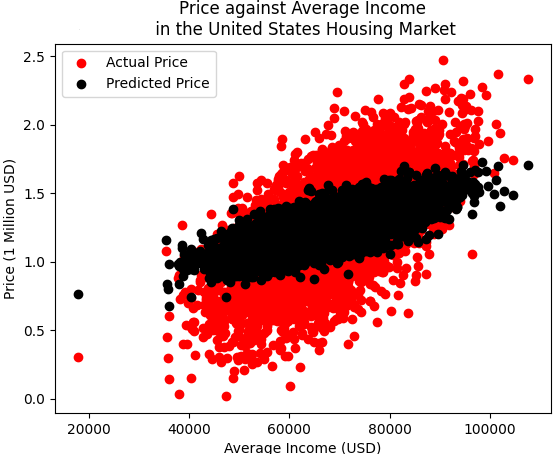 Price against Average Income
in the United States Housing Market
Actual Price
Predicted Price
Price (1 Million USD)
2.5
2.0
1.5
1.0
0.5
0.0
20000 40000 60000 80000 100000
Average Income (USD)